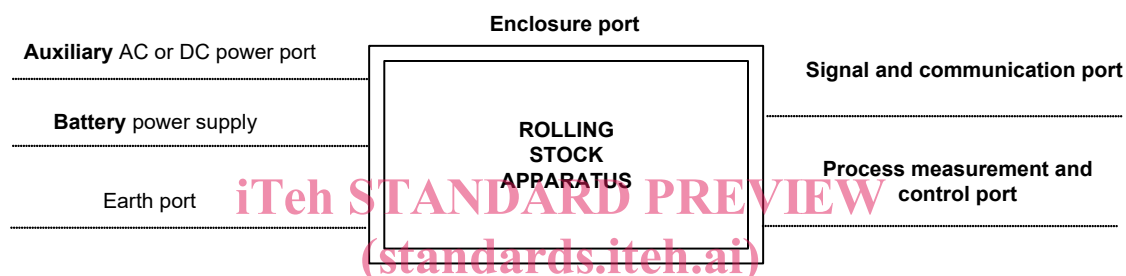 Enclosure port
Auxiliary AC or DC power port
Signal and communication port
Battery power supply
ROLLING
STOCK
APPARATUS
Process measurement and
control port
Earth port
iTeh STANDARD PREVIEW
(standards.iteh.ai)